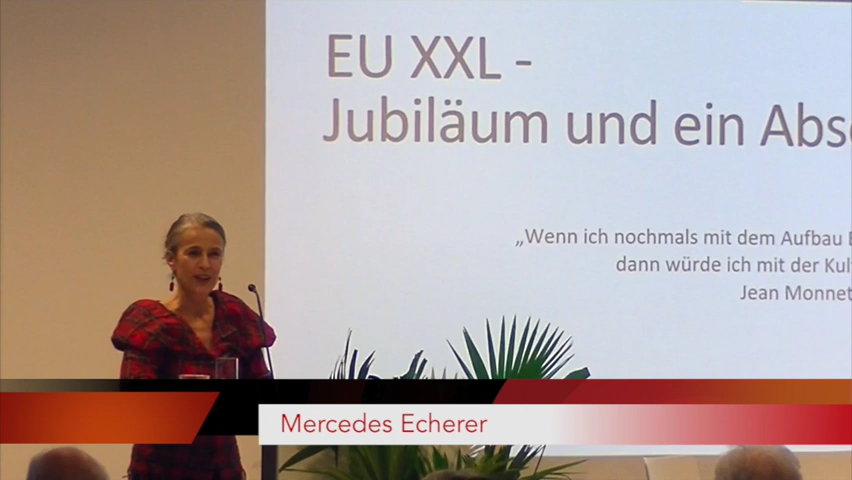 EU XXL -
Jubiläum und ein Abs
„Wenn ich nochmals mit dem Aufbau
dann würde ich mit der Kul
Jean Monnet
Mercedes Echerer